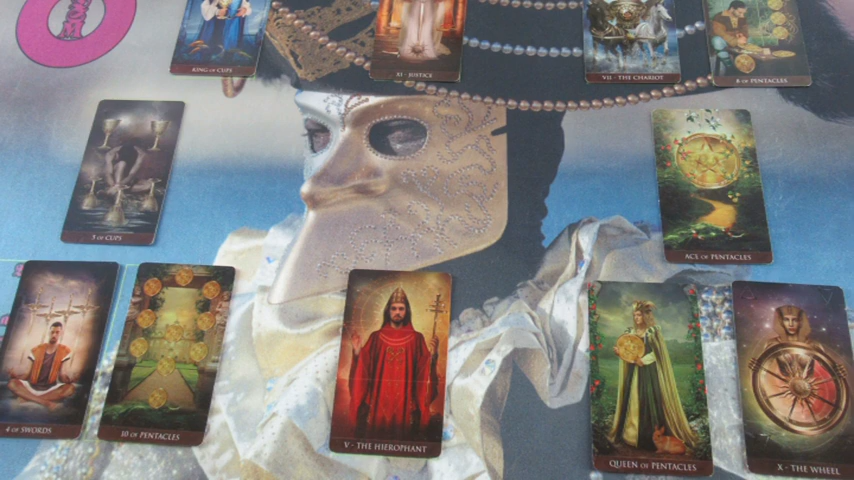 KING OF CUPS
XI - JUSTICE
VII - THE CHARIOT
8 OF PENTACLES
5 OF CUPS
ACE OF PENTACLES
4 OF SWORDS
10 OF PENTACLES
V - THE HIEROPHANT
QUEEN OF PENTACLES
X - THE WHEEL